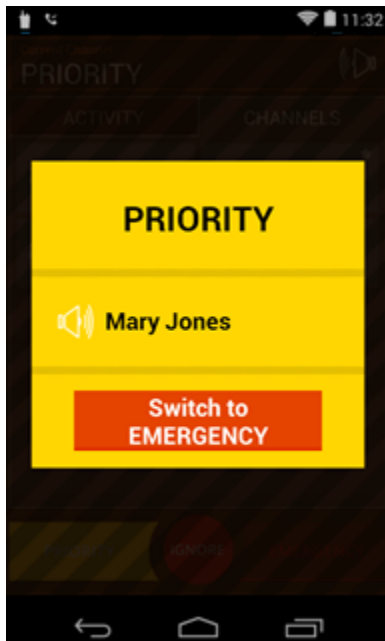 11:32
PRIORITY
ACTIVITY CHANNELS
PRIORITY
Mary Jones
Switch to
EMERGENCY
IGNORE